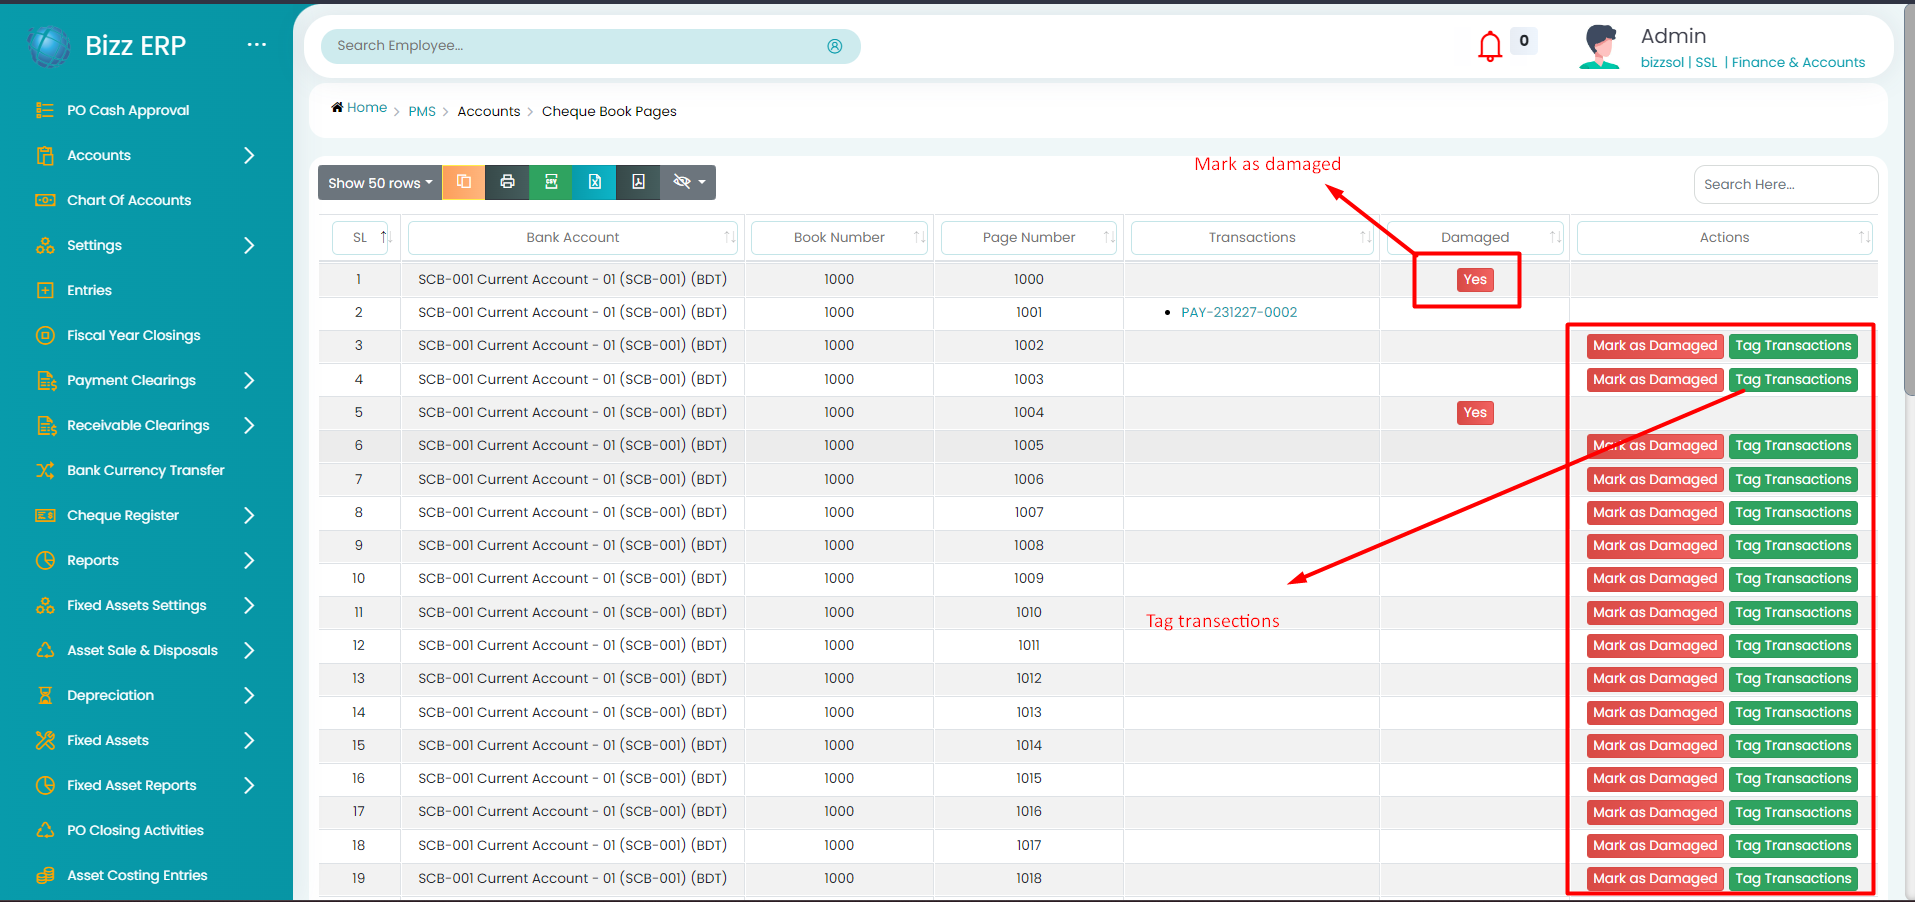 Bizz ERP ...
PO Cash Approval
Accounts
Chart Of Accounts
Settings
Entries
Fiscal Year Closings
Payment Clearings
Receivable Clearings
Bank Currency Transfer
Cheque Register
Reports
Fixed Assets Settings
Asset Sale & Disposals
Depreciation
Fixed Assets
Fixed Asset Reports
PO Closing Activities
Asset Costing Entries
Search Employee...
0
Admin
bizzsol | SSL | Finance & Accounts
Home > PMS > Accounts > Cheque Book Pages
Mark as damaged
Show 50 rows CSV
Search Here...
SL Bank Account Book Number Page Number Transactions Damaged Actions
1 SCB-001 Current Account - 01 (SCB-001) (BDT) 1000 1000 Yes
2 SCB-001 Current Account - 01 (SCB-001) (BDT) 1000 1001 • PAY-231227-0002
3 SCB-001 Current Account - 01 (SCB-001) (BDT) 1000 1002 Mark as Damaged Tag Transactions
4 SCB-001 Current Account - 01 (SCB-001) (BDT) 1000 1003 Mark as Damaged Tag Transactions
5 SCB-001 Current Account - 01 (SCB-001) (BDT) 1000 1004 Yes
6 SCB-001 Current Account - 01 (SCB-001) (BDT) 1000 1005 Mark as Damaged Tag Transactions
7 SCB-001 Current Account - 01 (SCB-001) (BDT) 1000 1006 Mark as Damaged Tag Transactions
8 SCB-001 Current Account - 01 (SCB-001) (BDT) 1000 1007 Mark as Damaged Tag Transactions
9 SCB-001 Current Account - 01 (SCB-001) (BDT) 1000 1008 Mark as Damaged Tag Transactions
10 SCB-001 Current Account - 01 (SCB-001) (BDT) 1000 1009 Mark as Damaged Tag Transactions
11 SCB-001 Current Account - 01 (SCB-001) (BDT) 1000 1010 Mark as Damaged Tag Transactions
Tag transections
12 SCB-001 Current Account - 01 (SCB-001) (BDT) 1000 1011 Mark as Damaged Tag Transactions
13 SCB-001 Current Account - 01 (SCB-001) (BDT) 1000 1012 Mark as Damaged Tag Transactions
14 SCB-001 Current Account - 01 (SCB-001) (BDT) 1000 1013 Mark as Damaged Tag Transactions
15 SCB-001 Current Account - 01 (SCB-001) (BDT) 1000 1014 Mark as Damaged Tag Transactions
16 SCB-001 Current Account - 01 (SCB-001) (BDT) 1000 1015 Mark as Damaged Tag Transactions
17 SCB-001 Current Account - 01 (SCB-001) (BDT) 1000 1016 Mark as Damaged Tag Transactions
18 SCB-001 Current Account - 01 (SCB-001) (BDT) 1000 1017 Mark as Damaged Tag Transactions
19 SCB-001 Current Account - 01 (SCB-001) (BDT) 1000 1018 Mark as Damaged Tag Transactions